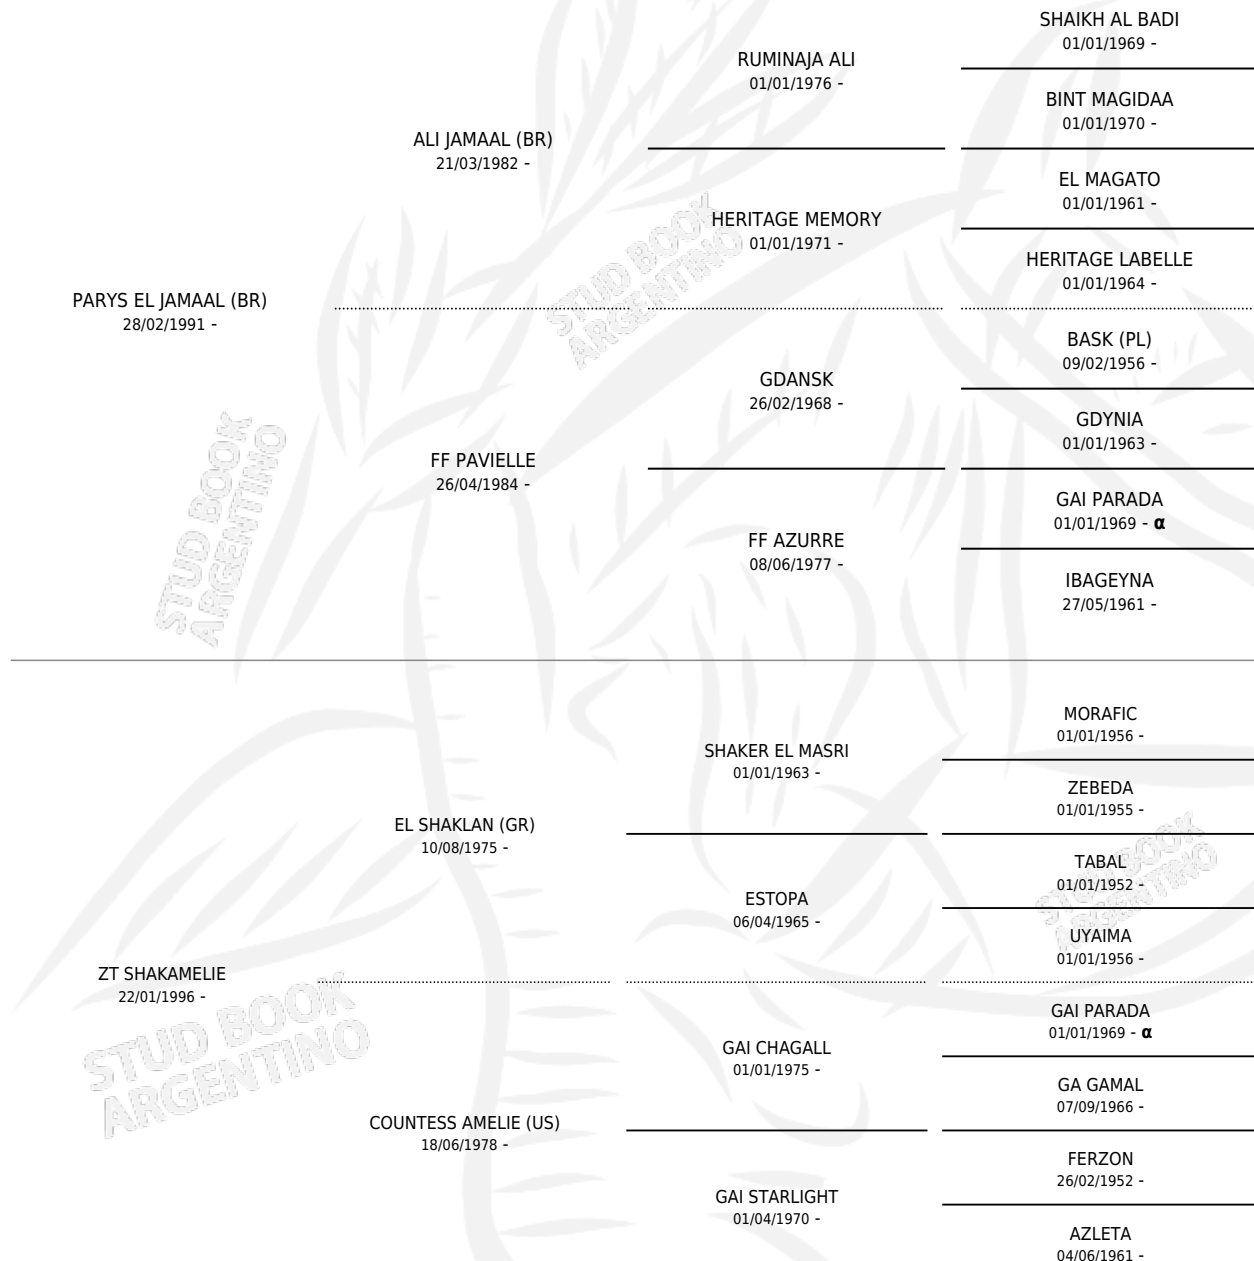 SHAIKH AL BADI
01/01/1969 -
RUMINAJA ALI
01/01/1976 -
BINT MAGIDAA
01/01/1970 -
ALI JAMAAL (BR)
21/03/1982 -
EL MAGATO
01/01/1961 -
HERITAGE MEMORY
01/01/1971 -
HERITAGE LABELLE
01/01/1964 -
PARYS EL JAMAAL (BR)
28/02/1991 -
STUD BOOK
ARGENTINO
BASK (PL)
09/02/1956 -
GDANSK
26/02/1968 -
GDYNIA
01/01/1963 -
FF PAVIELLE
26/04/1984 -
GAI PARADA
01/01/1969 - α
FF AZURRE
08/06/1977 -
IBAGEYNA
27/05/1961 -
STUD BOOK
ARGENTINO
MORAFIC
01/01/1956 -
SHAKER EL MASRI
01/01/1963 -
ZEBEDA
01/01/1955 -
EL SHAKLAN (GR)
10/08/1975 -
TABAL
01/01/1952 -
ESTOPA
06/04/1965 -
UYAIMA
01/01/1956 -
STUD BOOK
ARGENTINO
ZT SHAKAMELIE
22/01/1996 -
GAI PARADA
01/01/1969 - α
GAI CHAGALL
01/01/1975 -
GA GAMAL
07/09/1966 -
STUD BOOK
ARGENTINO
COUNTESS AMELIE (US)
18/06/1978 -
FERZON
26/02/1952 -
GAI STARLIGHT
01/04/1970 -
AZLETA
04/06/1961 -